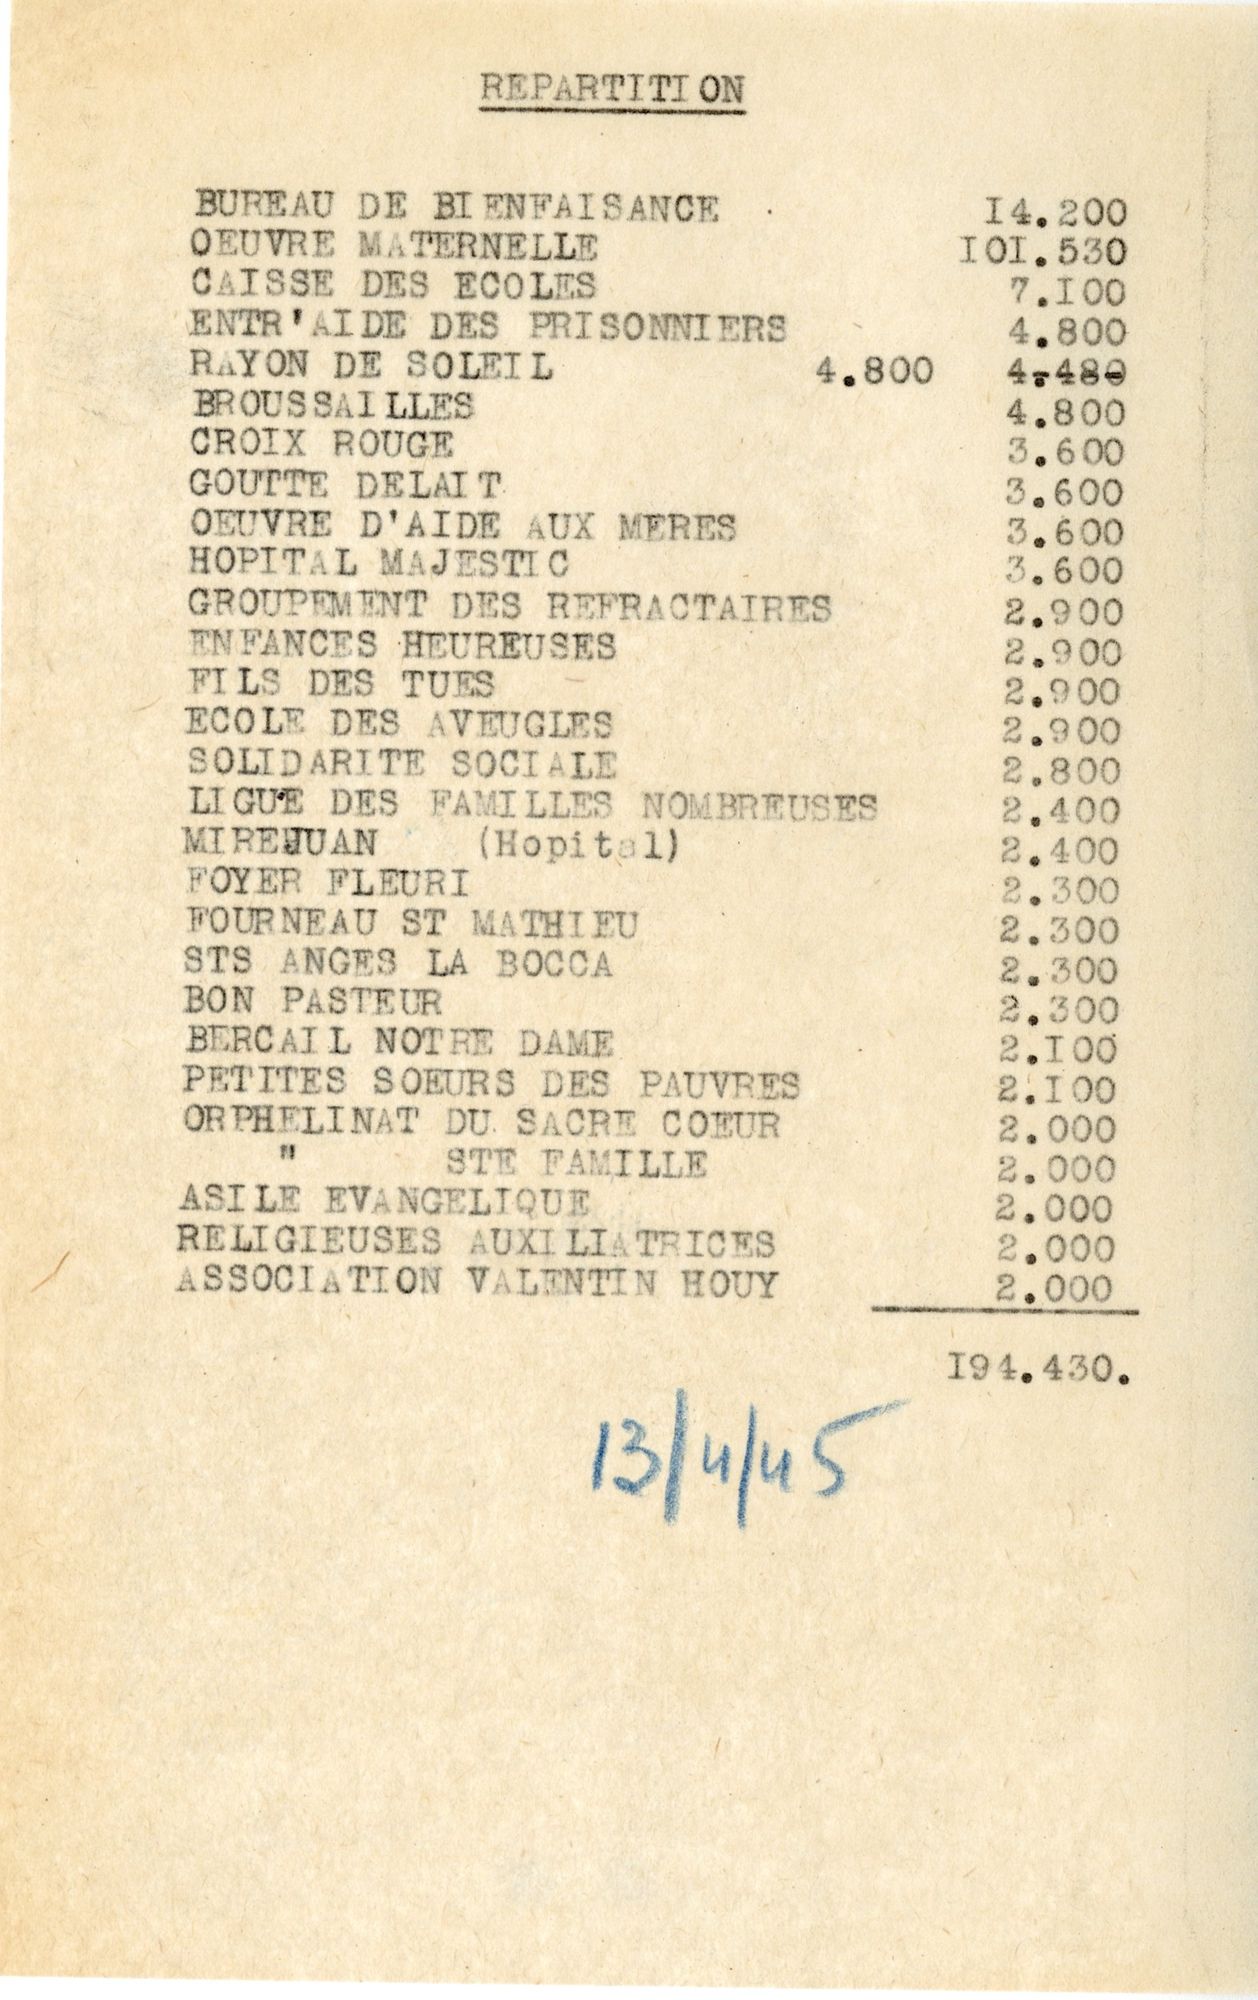 REPARTITION
BUREAU DE BIENFAISANCE 14.200
OEUVRE MATERNELLE 101.530
CAISSE DES ECOLES 7.100
ENTR'AIDE DES PRISONNIERS 4.800
RAYON DE SOLEIL 4.800 4.480
BROUSSAILLES 4.800
CROIX ROUGE 3.600
GOUTTE DELAIT 3.600
OEUVRE D'AIDE AUX MERES 3.600
HOPITAL MAJESTIC 3.600
GROUPEMENT DES REFRACTAIRES 2.900
ENFANCES HEUREUSES 2.900
FILS DES TUES 2.900
ECOLE DES AVEUGLES 2.900
SOLIDARITE SOCIALE 2.800
LIGUE DES FAMILLES NOMBREUSES 2.400
MIREJUAN (Hopital) 2.400
FOYER FLEURI 2.300
FOURNEAU ST MATHIEU 2.300
STS ANGES LA BOCCA 2.300
BON PASTEUR 2.300
BERCAIL NOTRE DAME 2.100
PETITES SOEURS DES PAUVRES 2.100
ORPHELINAT DU SACRE COEUR 2.000
" STE FAMILLE 2.000
ASILE EVANGELIQUE 2.000
RELIGIEUSES AUXILIATRICES 2.000
ASSOCIATION VALENTIN HOUY 2.000
194.430.
13/4/45